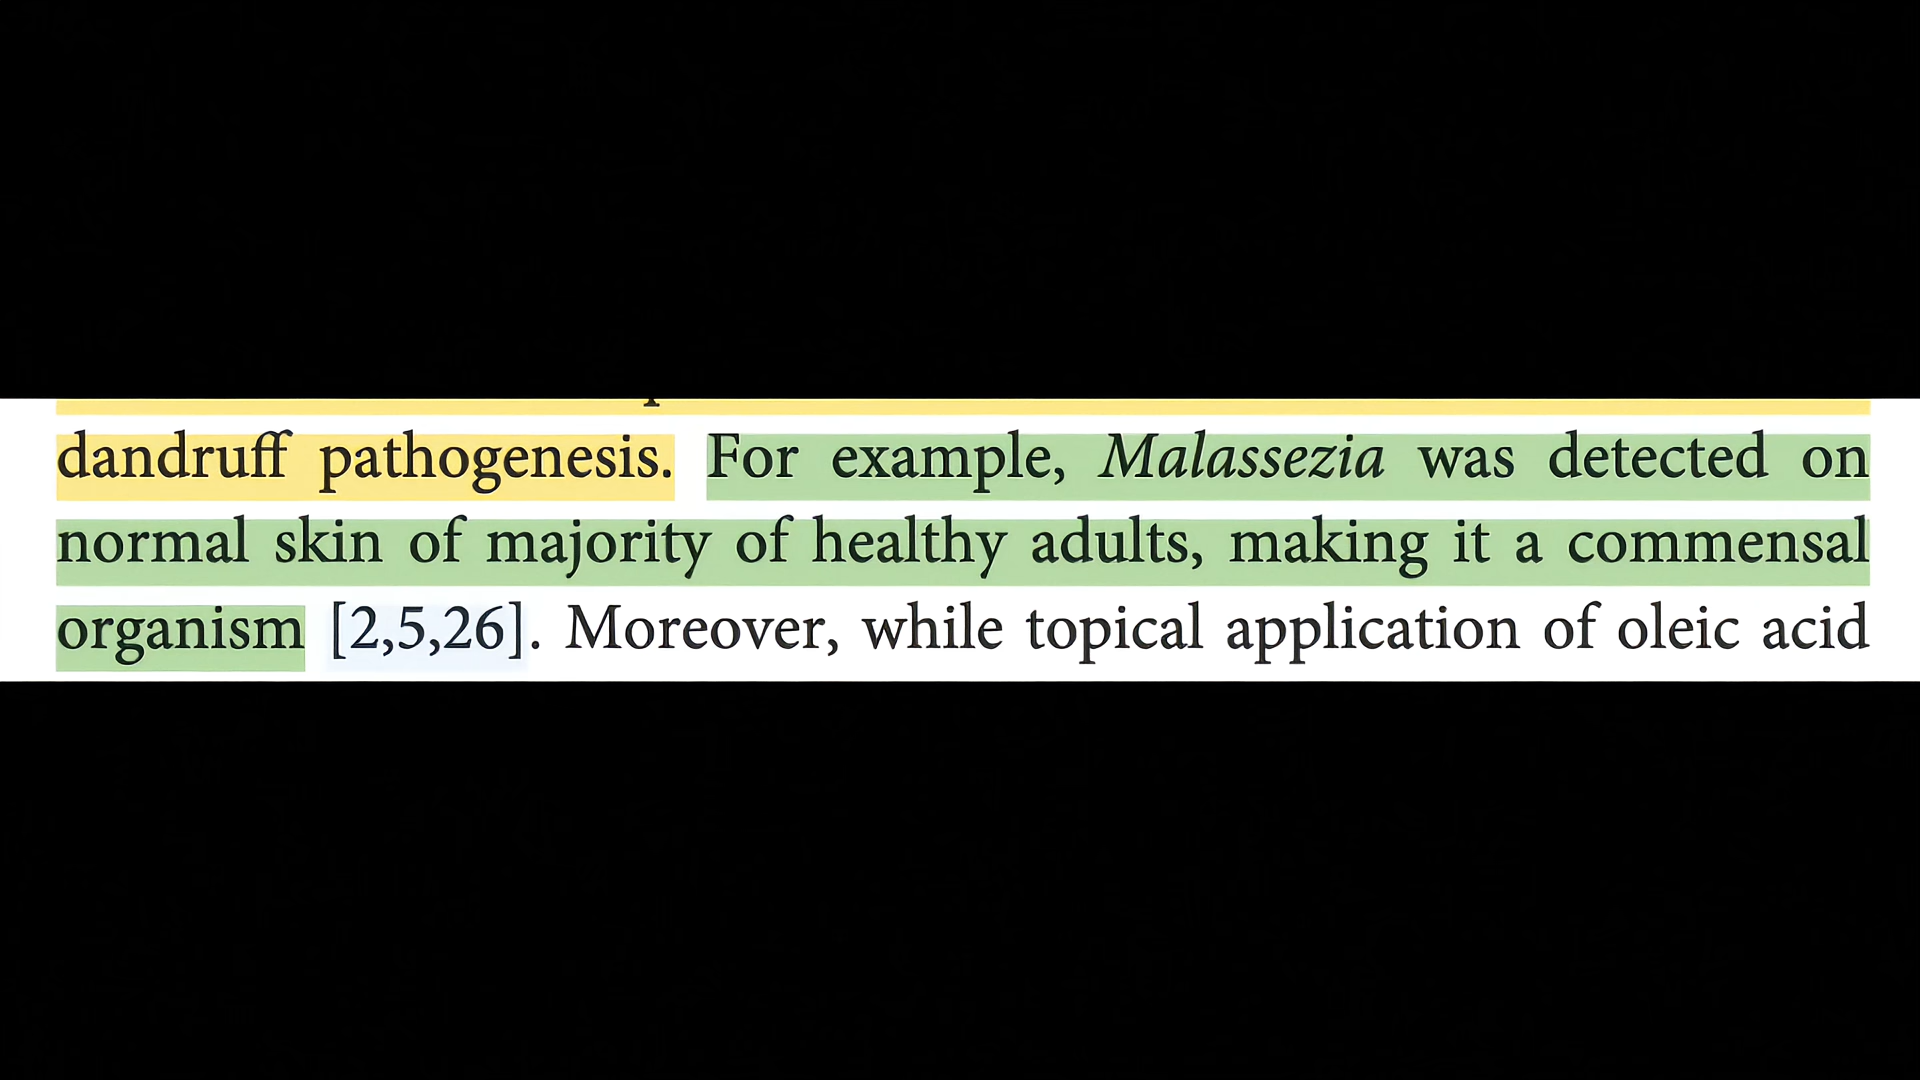 dandruff pathogenesis. For example, Malassezia was detected on
normal skin of majority of healthy adults, making it a commensal
organism [2,5,26]. Moreover, while topical application of oleic acid